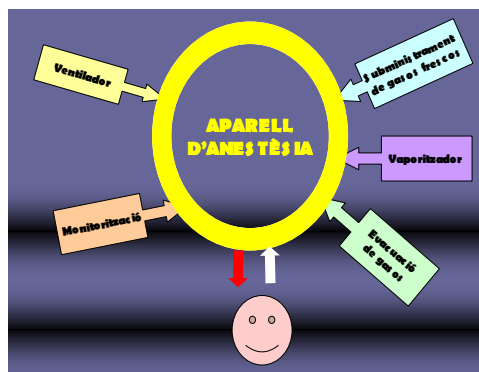 Ventilador
Subministrament
de gasos frescos
APARELL
D'ANESTÈSIA
Vaporitzador
Monitorització
Evacuació
de gasos